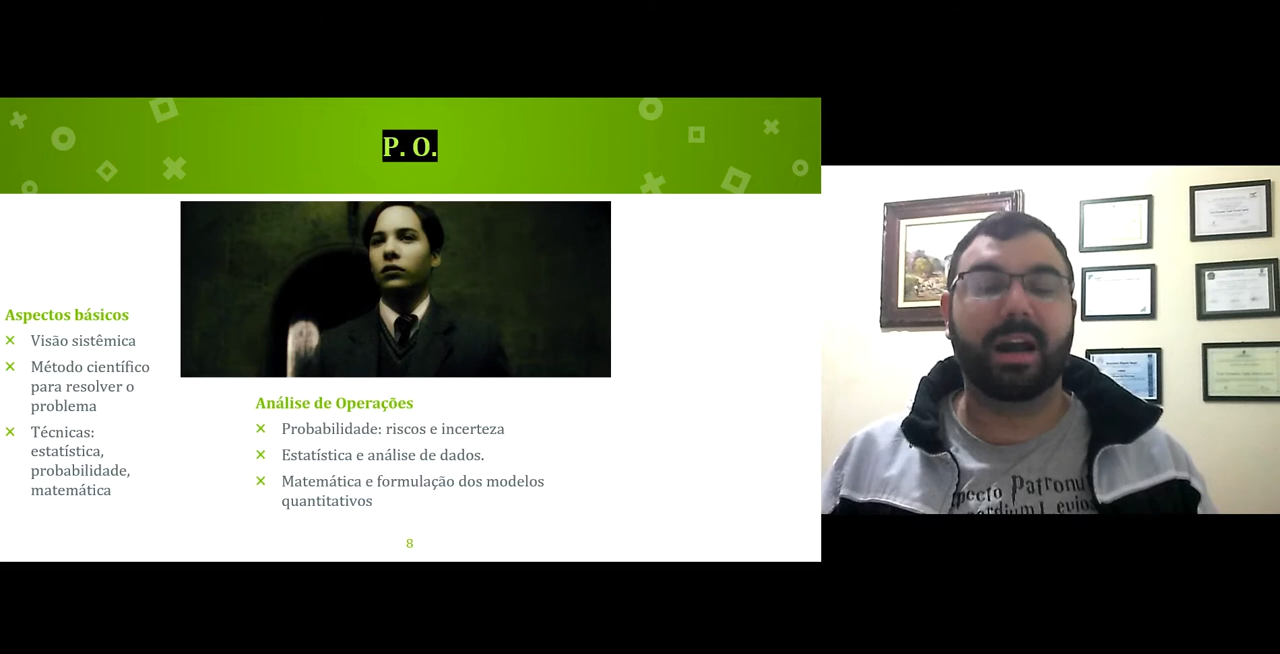 P. O.
Aspectos básicos
Visão sistêmica
Método científico
para resolver o
problema
Técnicas:
estatística,
probabilidade,
matemática
Análise de Operações
Probabilidade: riscos e incerteza
Estatística e análise de dados.
Matemática e formulação dos modelos
quantitativos
8
Patronu